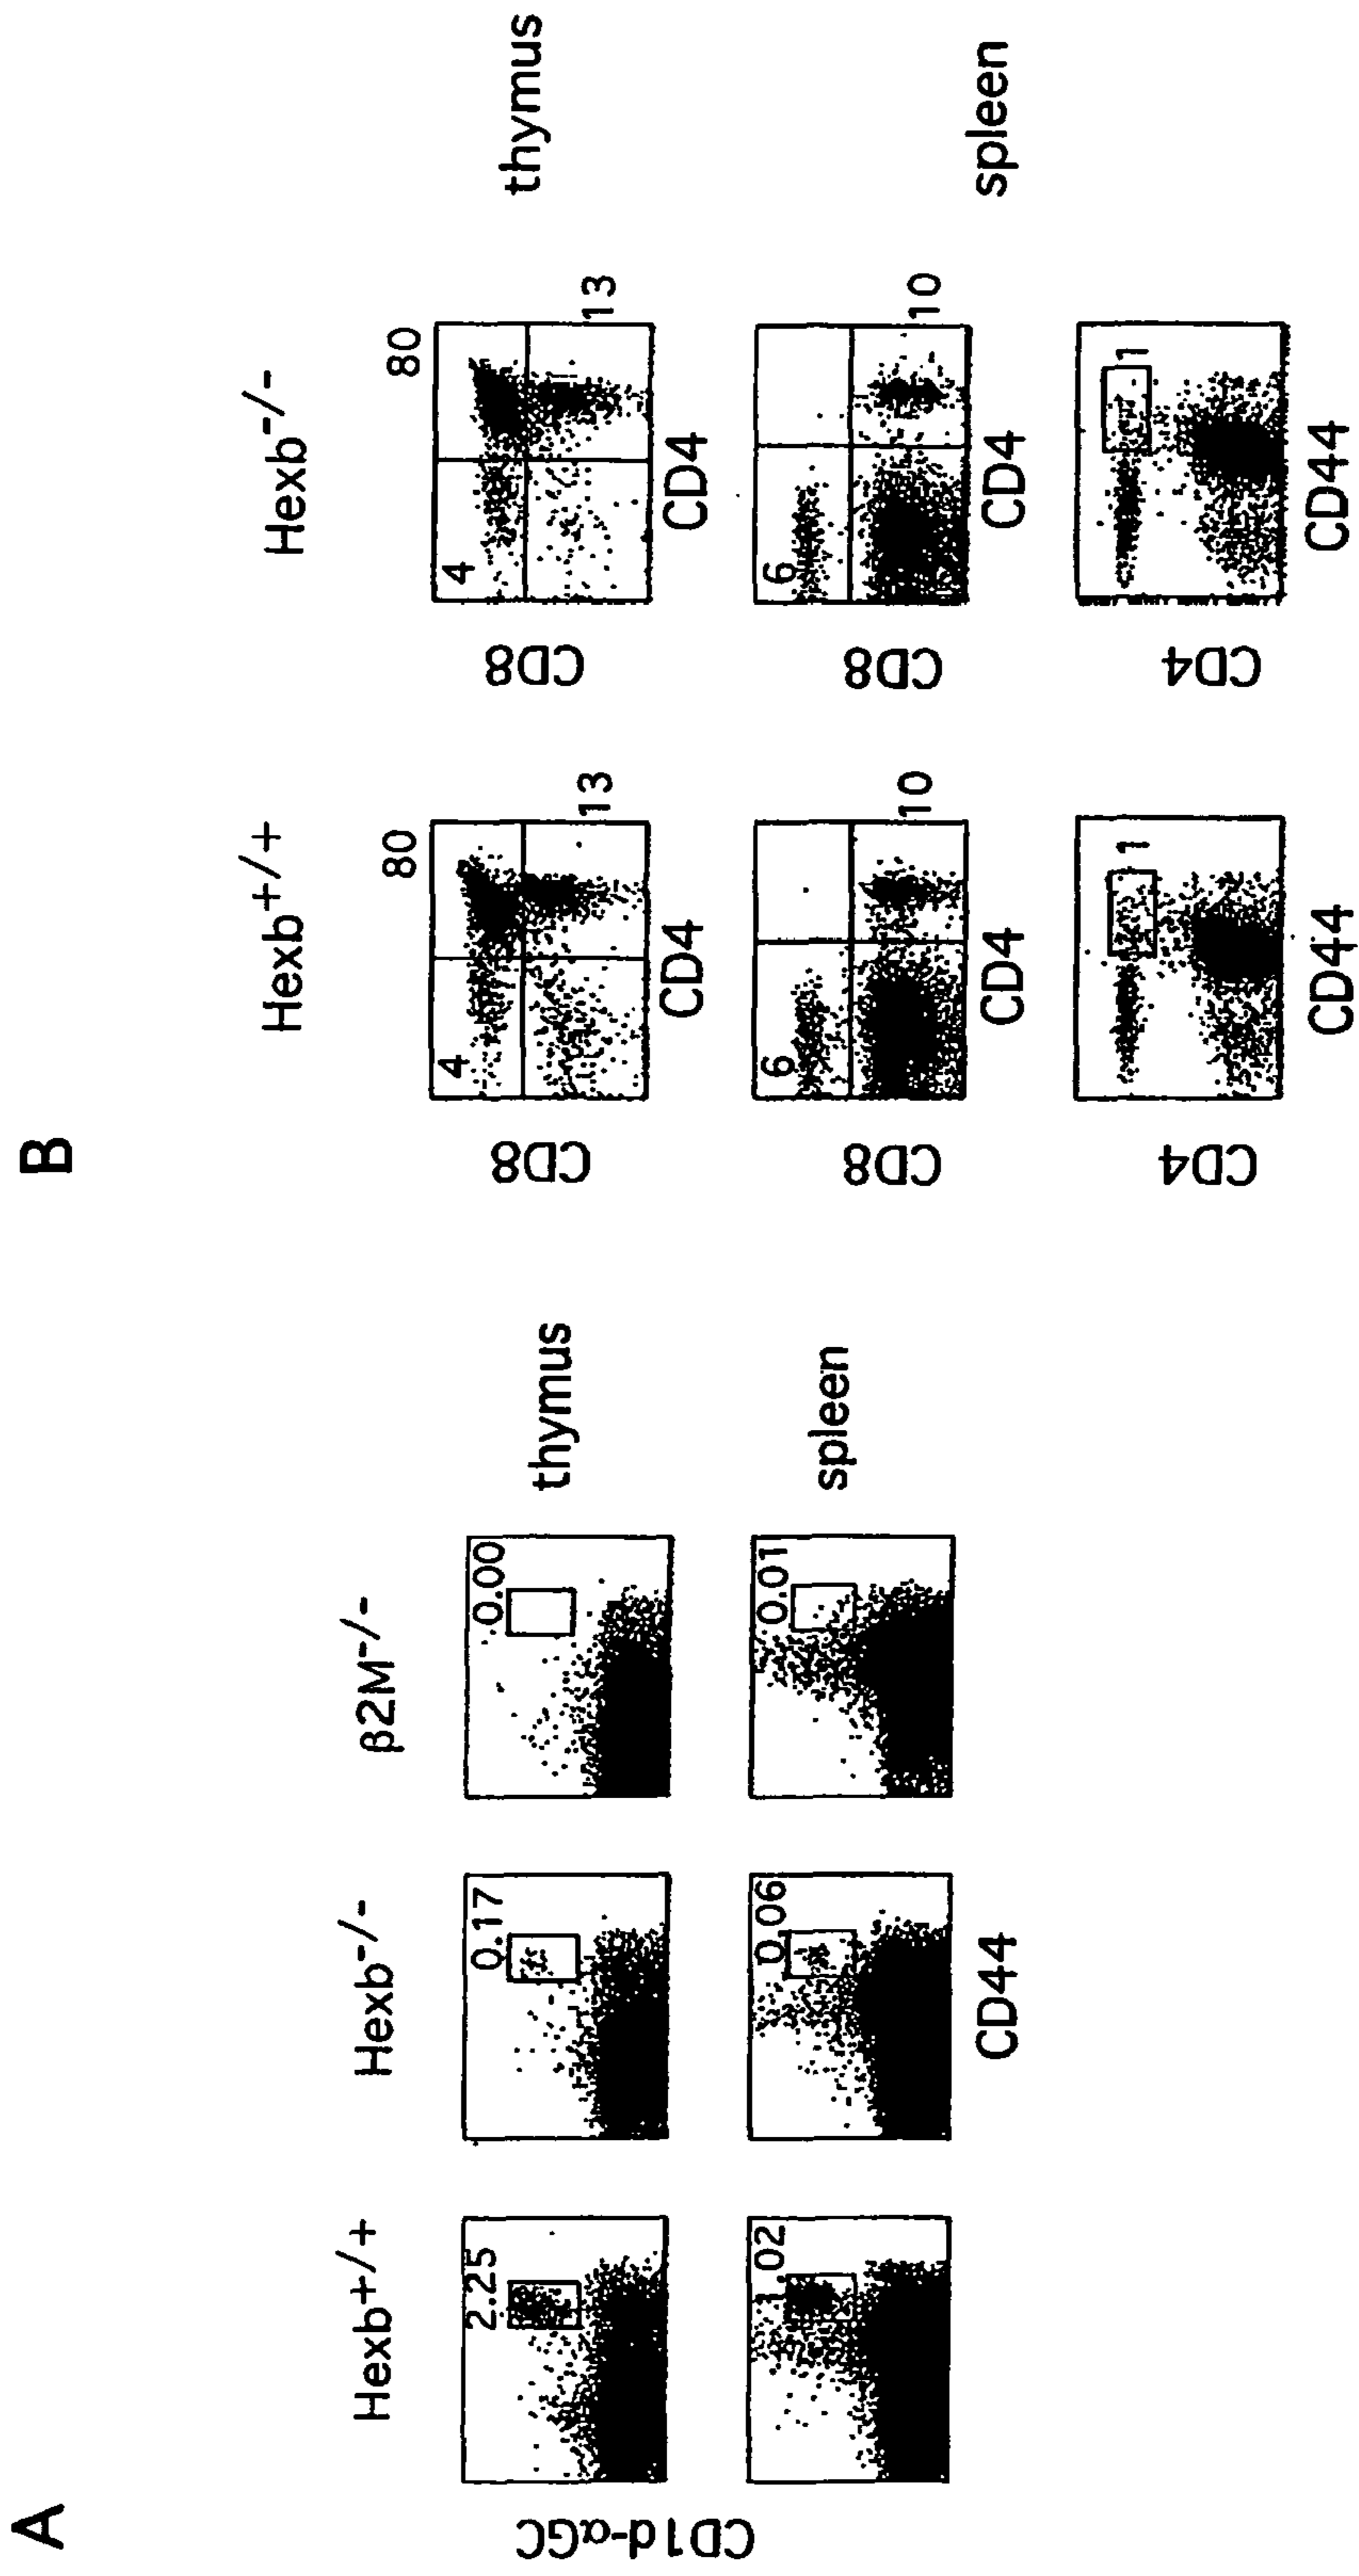 A
Hexb+/+
Hexb-/-
β2M-/-
2.25
0.17
0.00
thymus
1.02
0.06
0.01
spleen
CD1d-αGC
CD44
B
Hexb+/+
Hexb-/-
80
80
4
4
13
13
CD8
CD8
CD4
CD4
thymus
6
6
10
10
CD8
CD8
CD4
CD4
spleen
1
1
CD4
CD4
CD44
CD44